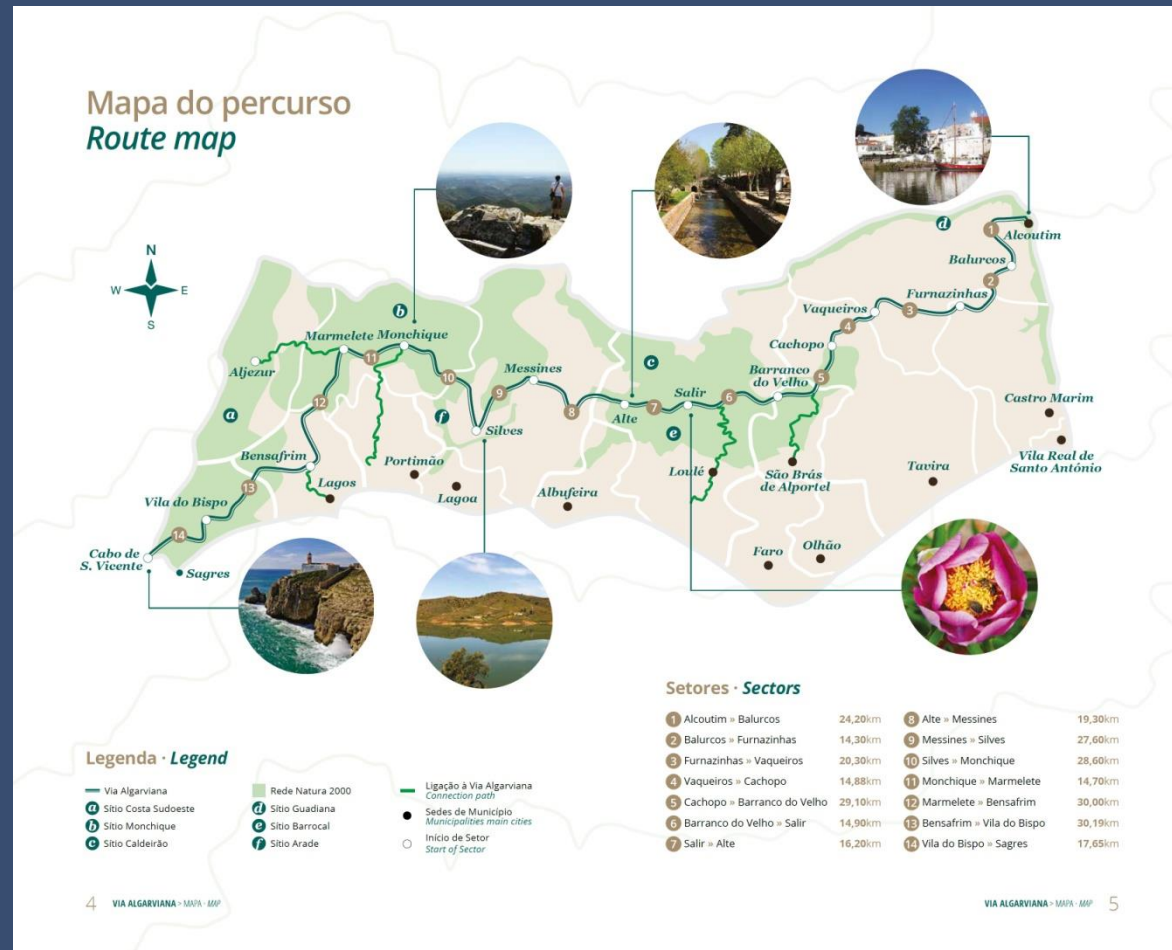 Mapa do percurso
Route map
N
W
E
S
d
1
Alcoutim
Balurcos
2
Furnazinhas
Vaqueiros
3
4
Cachopo
b
Marmelete
Monchique
11
Aljezur
10
Messines
9
c
Barranco
do Velho
5
Salir
6
12
8
Alte
7
a
f
Silves
e
Castro Marim
Vila Real de
Santo António
Bensafrim
Portimão
Lagos
Lagoa
Albufeira
Loulé
São Brás
de Alportel
Tavira
13
Vila do Bispo
14
Cabo de
S. Vicente
Sagres
Faro
Olhão
Setores · Sectors
1 Alcoutim » Balurcos 24,20km
2 Balurcos » Furnazinhas 14,30km
3 Furnazinhas » Vaqueiros 20,30km
4 Vaqueiros » Cachopo 14,88km
5 Cachopo » Barranco do Velho 29,10km
6 Barranco do Velho » Salir 14,90km
7 Salir » Alte 16,20km
8 Alte » Messines 19,30km
9 Messines » Silves 27,60km
10 Silves » Monchique 28,60km
11 Monchique » Marmelete 14,70km
12 Marmelete » Bensafrim 30,00km
13 Bensafrim » Vila do Bispo 30,19km
14 Vila do Bispo » Sagres 17,65km
Legenda · Legend
Via Algarviana
a Sítio Costa Sudoeste
b Sítio Monchique
c Sítio Caldeirão
Rede Natura 2000
d Sítio Guadiana
e Sítio Barrocal
f Sítio Arade
Ligação à Via Algarviana
Connection path
Sedes de Município
Municipalities main cities
Início de Setor
Start of Sector
4 VIA ALGARVIANA > MAPA · MAP
VIA ALGARVIANA > MAPA · MAP 5